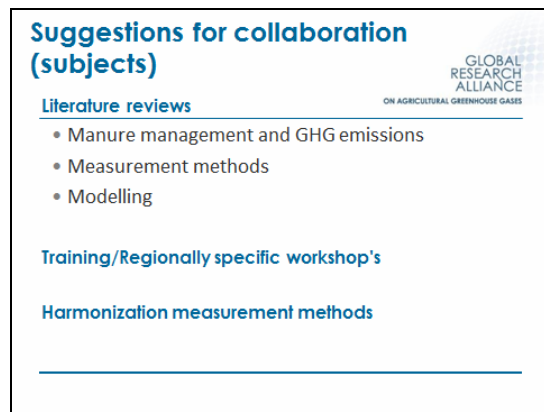 Suggestions for collaboration
(subjects)
GLOBAL
RESEARCH
ALLIANCE
ON AGRICULTURAL GREENHOUSE GASES
Literature reviews
• Manure management and GHG emissions
• Measurement methods
• Modelling
Training/Regionally specific workshop's
Harmonization measurement methods